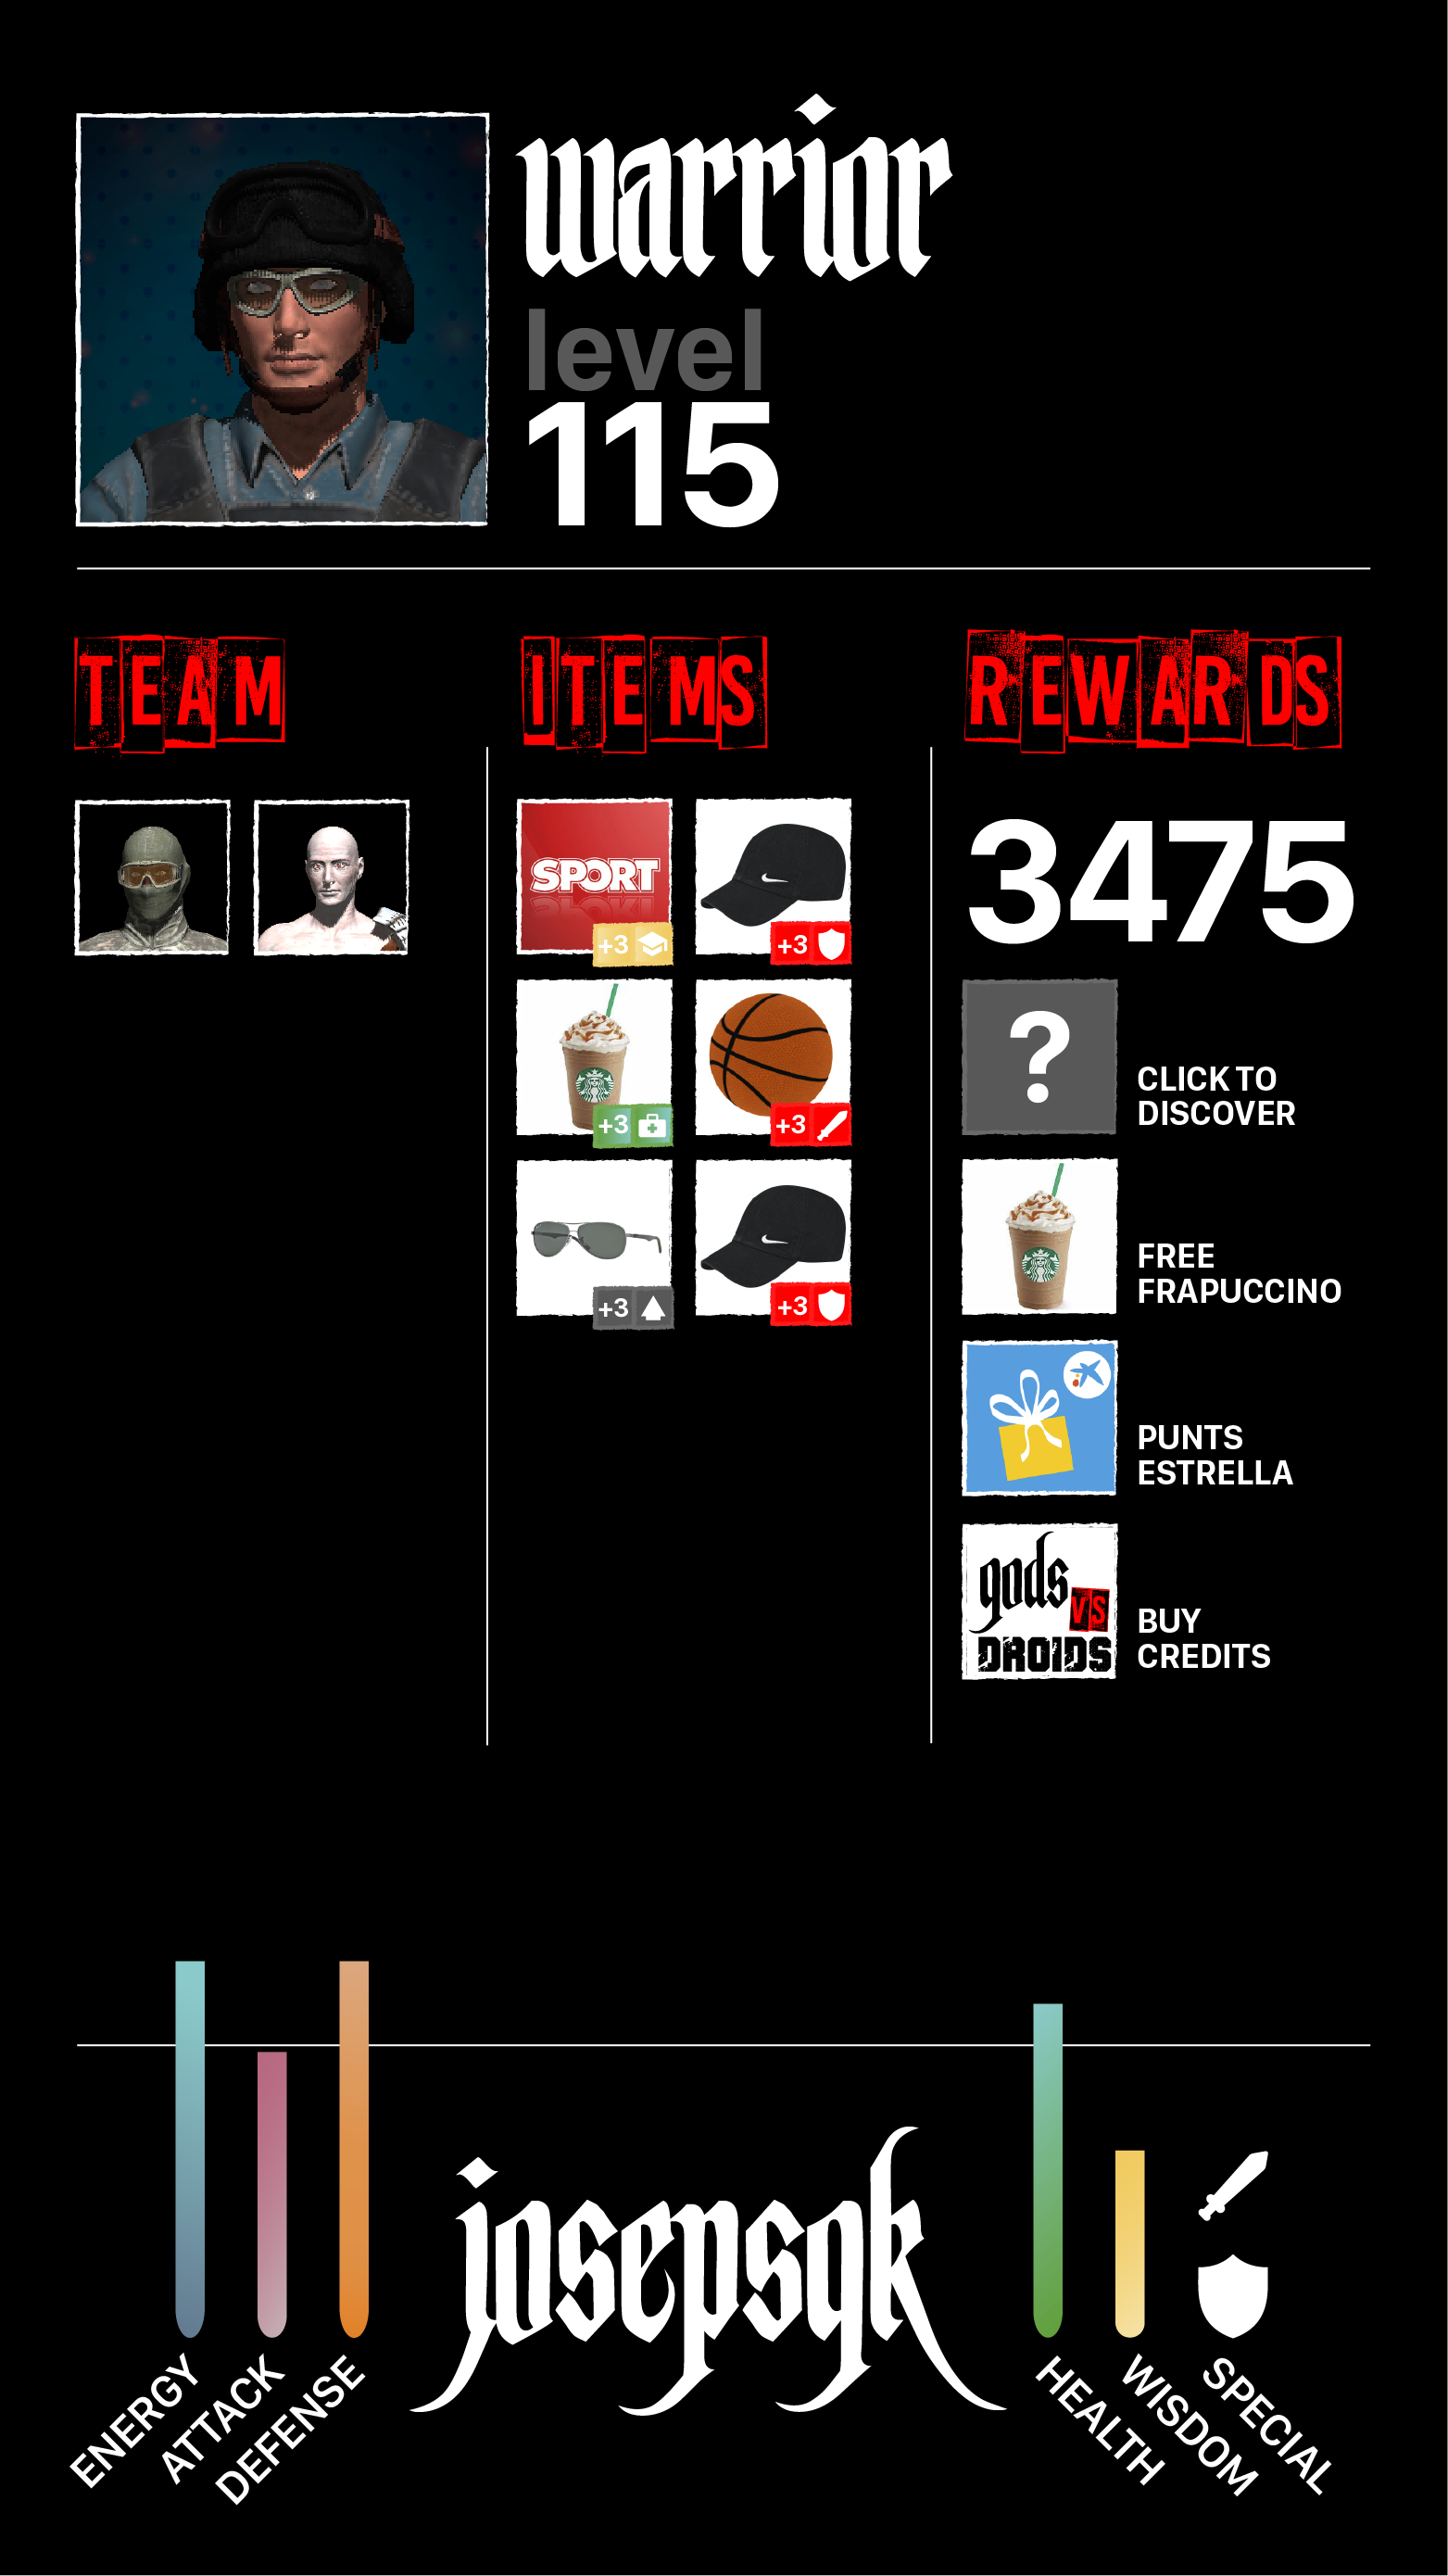 warrior
level
115
TEAM
ITEMS
REWARDS
SPORT
+3
+3
+3
+3
+3
+3
3475
?
CLICK TO
DISCOVER
FREE
FRAPUCCINO
PUNTS
ESTRELLA
gods
VS
DROIDS
BUY
CREDITS
josepsgk
ENERGY
ATTACK
DEFENSE
HEALTH
WISDOM
SPECIAL